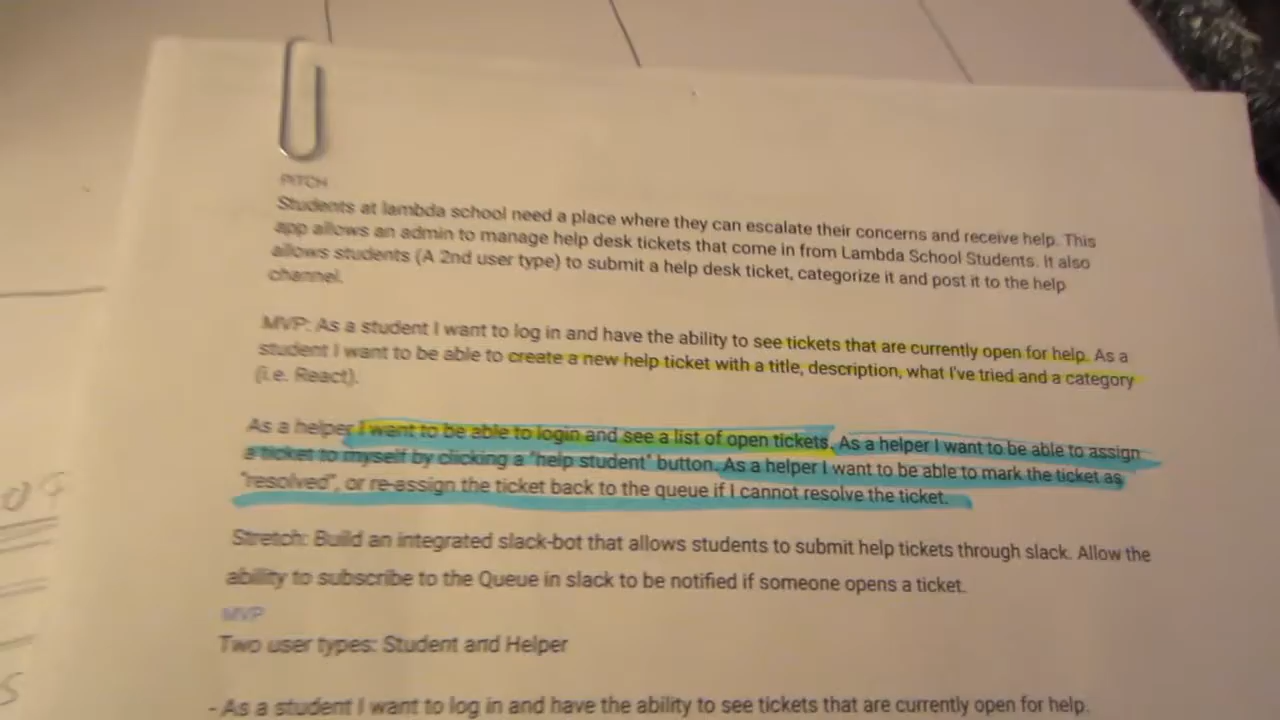 PITCH
Students at lambda school need a place where they can escalate their concerns and receive help. This
app allows an admin to manage help desk tickets that come in from Lambda School Students. It also
allows students (A 2nd user type) to submit a help desk ticket, categorize it and post it to the help
channel.
MVP: As a student I want to log in and have the ability to see tickets that are currently open for help. As a
student I want to be able to create a new help ticket with a title, description, what I've tried and a category
(i.e. React).
As a helper I want to be able to login and see a list of open tickets. As a helper I want to be able to assign
a ticket to myself by clicking a "help student" button. As a helper I want to be able to mark the ticket as
"resolved", or re-assign the ticket back to the queue if I cannot resolve the ticket.
Stretch: Build an integrated slack-bot that allows students to submit help tickets through slack. Allow the
ability to subscribe to the Queue in slack to be notified if someone opens a ticket.
MVP
Two user types: Student and Helper
- As a student I want to log in and have the ability to see tickets that are currently open for help.